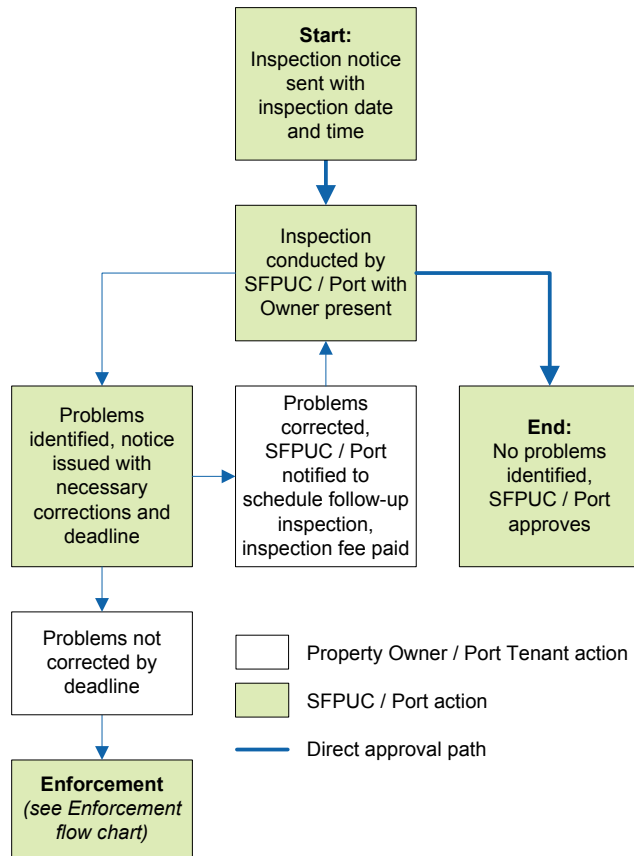 Start:
Inspection notice
sent with
inspection date
and time
Inspection
conducted by
SFPUC / Port with
Owner present
Problems
identified, notice
issued with
necessary
corrections and
deadline
Problems
corrected,
SFPUC / Port
notified to
schedule follow-up
inspection,
inspection fee paid
End:
No problems
identified,
SFPUC / Port
approves
Problems not
corrected by
deadline
Enforcement
(see Enforcement
flow chart)
Property Owner / Port Tenant action
SFPUC / Port action
Direct approval path